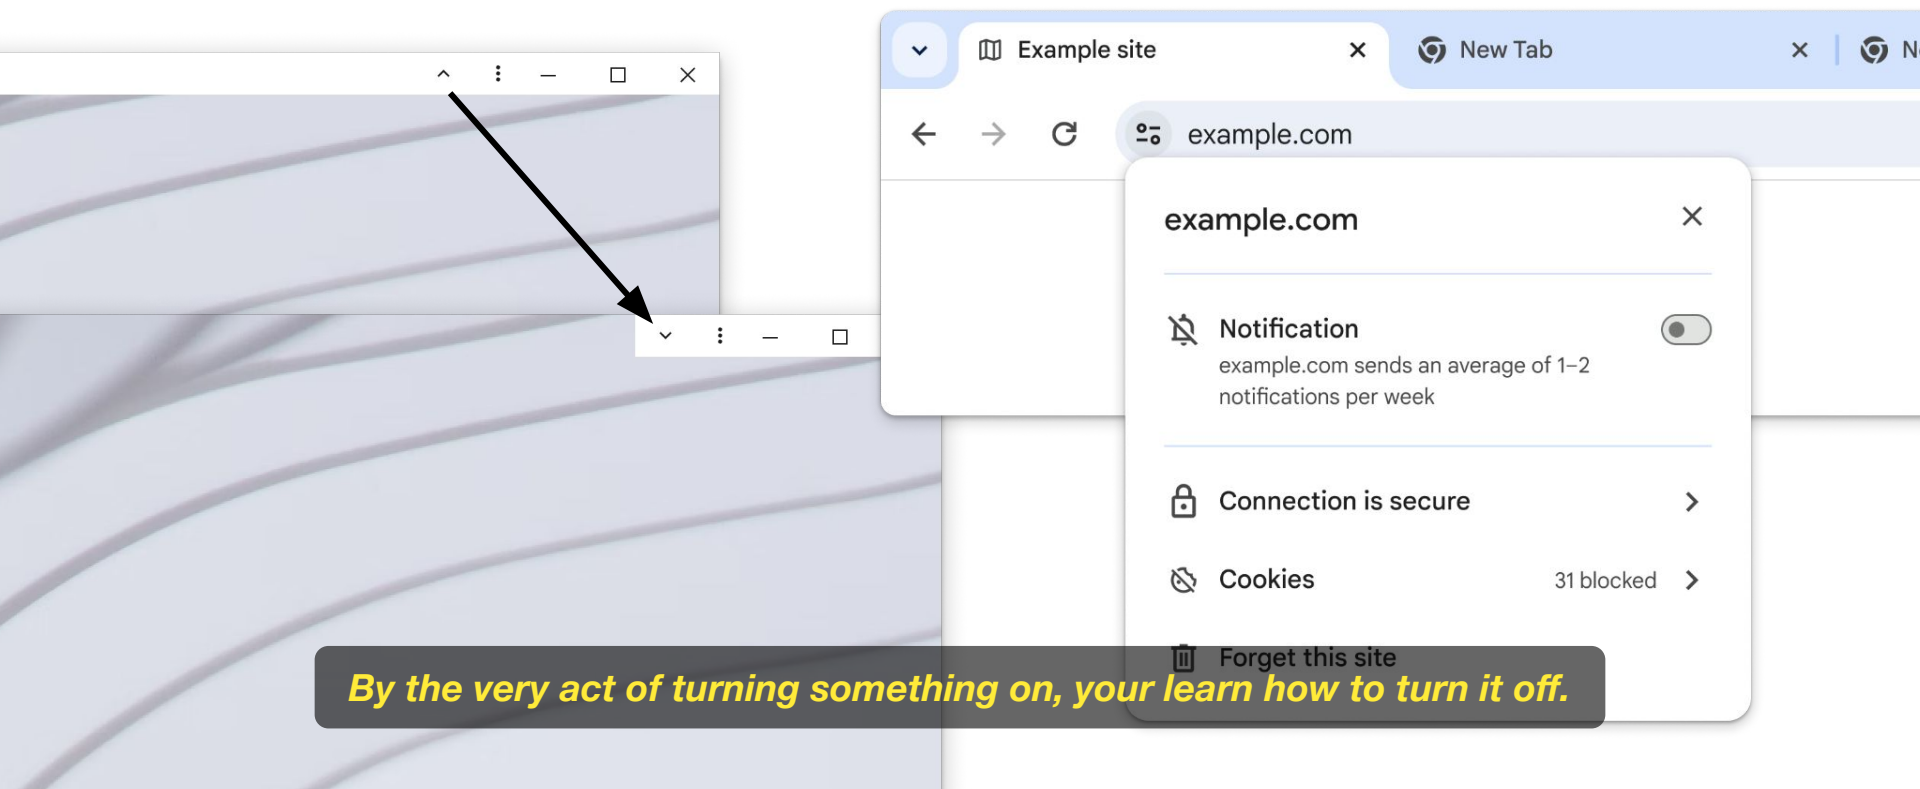 Example site
New Tab
example.com
example.com
Notification
example.com sends an average of 1–2
notifications per week
Connection is secure
Cookies
31 blocked
Forget this site
By the very act of turning something on, your learn how to turn it off.